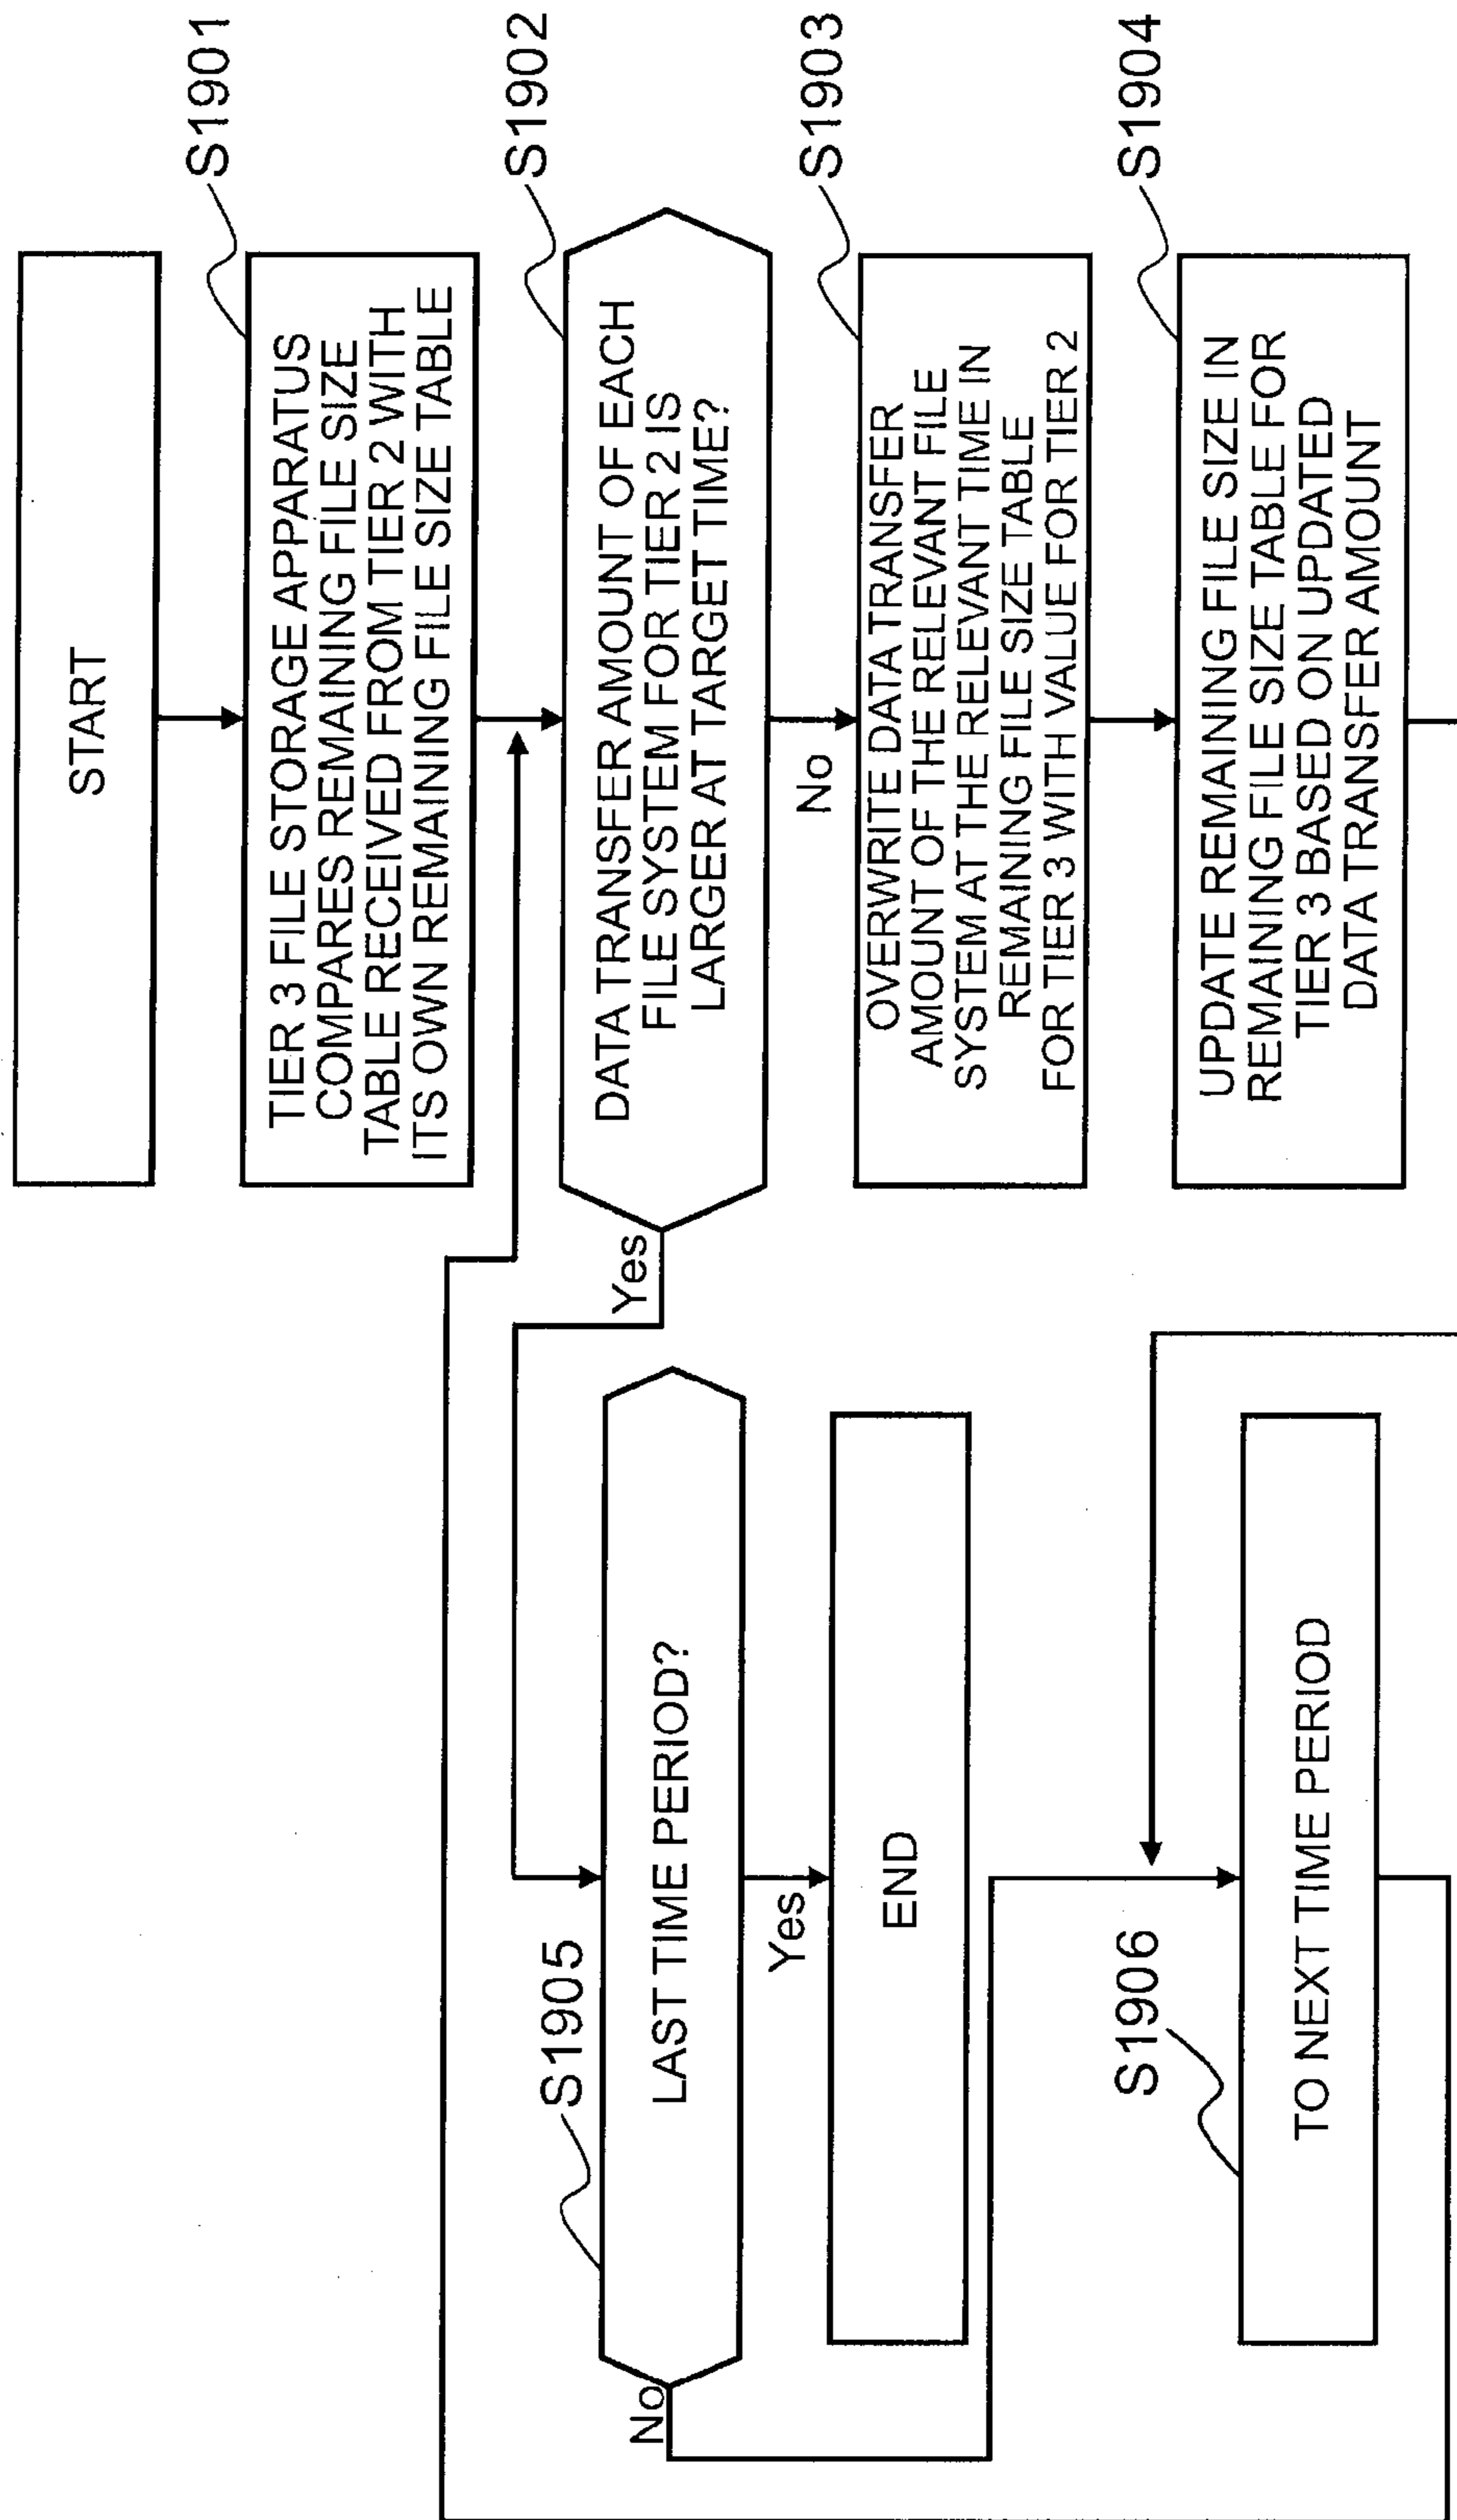 START
S1901
TIER 3 FILE STORAGE APPARATUS
COMPARES REMAINING FILE SIZE
TABLE RECEIVED FROM TIER 2 WITH
ITS OWN REMAINING FILE SIZE TABLE
S1902
DATA TRANSFER AMOUNT OF EACH
FILE SYSTEM FOR TIER 2 IS
LARGER AT TARGET TIME?
Yes
No
S1903
OVERWRITE DATA TRANSFER
AMOUNT OF THE RELEVANT FILE
SYSTEM AT THE RELEVANT TIME IN
REMAINING FILE SIZE TABLE
FOR TIER 3 WITH VALUE FOR TIER 2
S1904
UPDATE REMAINING FILE SIZE IN
REMAINING FILE SIZE TABLE FOR
TIER 3 BASED ON UPDATED
DATA TRANSFER AMOUNT
S1905
LAST TIME PERIOD?
No
Yes
END
S1906
TO NEXT TIME PERIOD